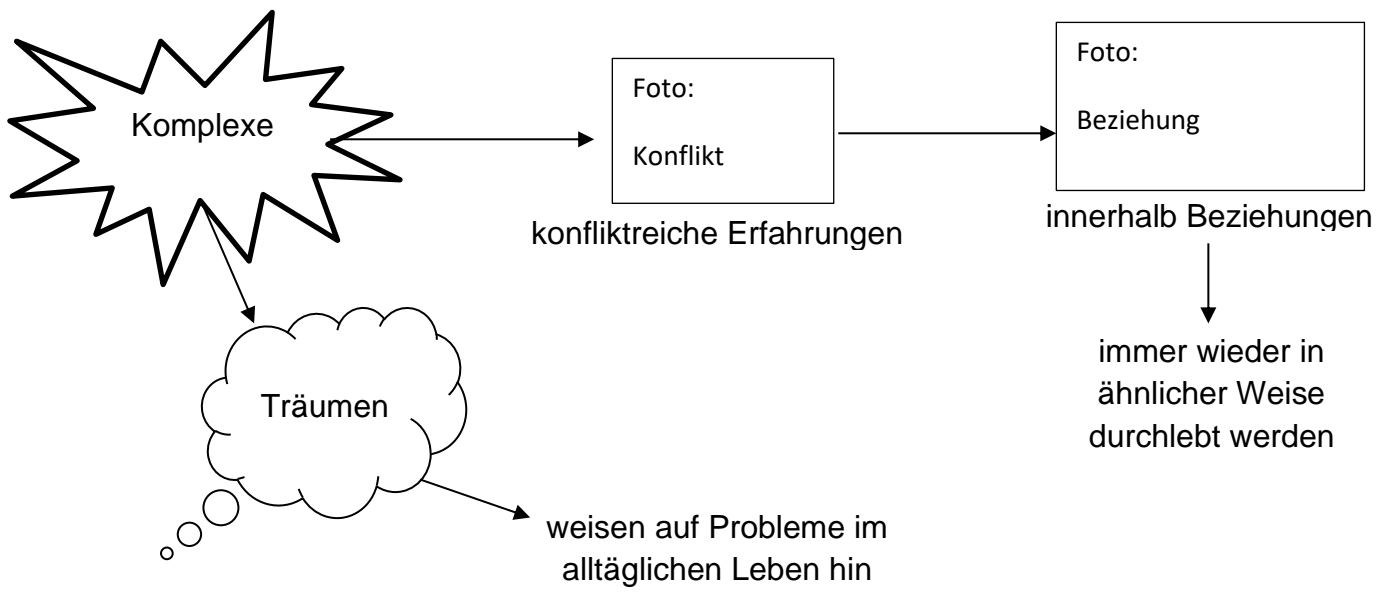 Komplexe
Foto:
Konflikt
konfliktreiche Erfahrungen
Foto:
Beziehung
innerhalb Beziehungen
immer wieder in
ähnlicher Weise
durchlebt werden
Träumen
weisen auf Probleme im
alltäglichen Leben hin